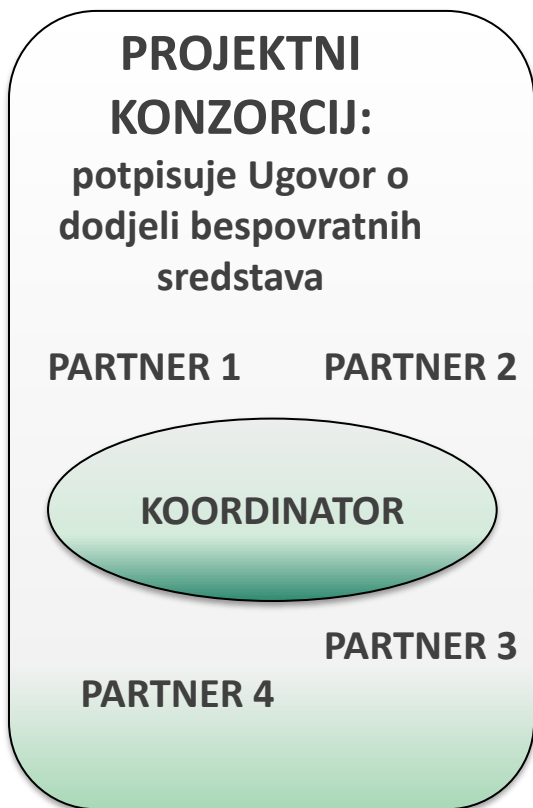 PROJEKTNI
KONZORCIJ:
potpisuje Ugovor o
dodjeli bespovratnih
sredstava
PARTNER 1 PARTNER 2
KOORDINATOR
PARTNER 3
PARTNER 4